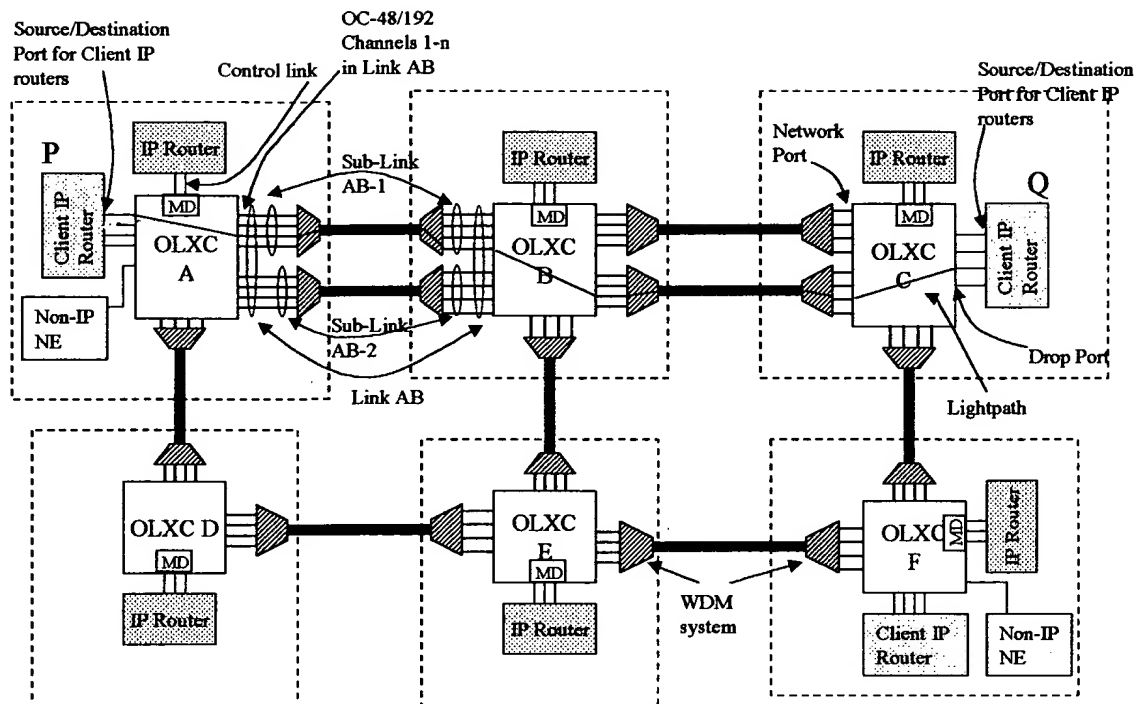 Source/Destination
Port for Client IP
routers
Control link
OC-48/192
Channels 1-n
in Link AB
Source/Destination
Port for Client IP
routers
P
Client IP
Router
IP Router
MD
OLXC
A
Non-IP
NE
Sub-Link
AB-1
Sub-Link
AB-2
Link AB
IP Router
MD
OLXC
B
Network
Port
IP Router
MD
OLXC
C
Q
Client IP
Router
Drop Port
Lightpath
OLXC D
MD
IP Router
OLXC
E
MD
IP Router
WDM
system
OLXC
F
MD
IP Router
Client IP
Router
Non-IP
NE